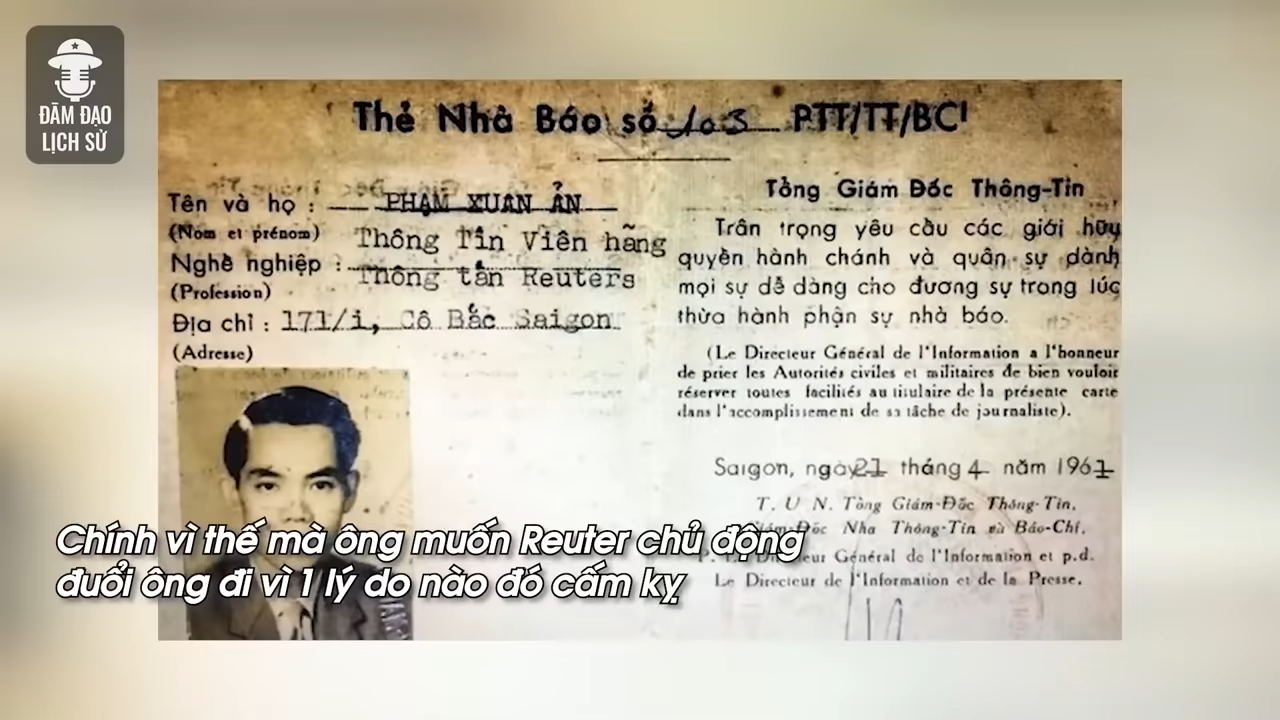 ĐÀM ĐẠO
LỊCH SỬ
Thẻ Nhà Báo số 103 PTT/TT/BCI
Tên và họ : PHẠM XUAN ẨN
(Nom et prénom)
Thông Tín Viên hãng
Nghề nghiệp :
Thông tấn Reuters
(Profession)
Địa chỉ : 171/i, Cô Bắc Saigon
(Adresse)
Tổng Giám Đốc Thông-Tin
Trân trọng yêu cầu các giới hữu
quyền hành chánh và quân sự dành
mọi sự dễ dàng cho đương sự trong lúc
thừa hành phận sự nhà báo.
(Le Directeur Général de l'Information a l'honneur
de prier les Autorités civiles et militaires de bien vouloir
réserver toutes facilités au titulaire de la présente carte
dans l'accomplissement de sa tâche de journaliste).
Saigon, ngày 21 tháng 4 năm 1961
T. U N. Tổng Giám-Đốc Thông-Tin,
Giám-Đốc Nha Thông-Tin và Báo-Chí,
Directeur Général de l'Information et p.d.
Le Directeur de l'Information et de la Presse,
Chính vì thế mà ông muốn Reuter chủ động
đuổi ông đi vì 1 lý do nào đó cấm kỵ